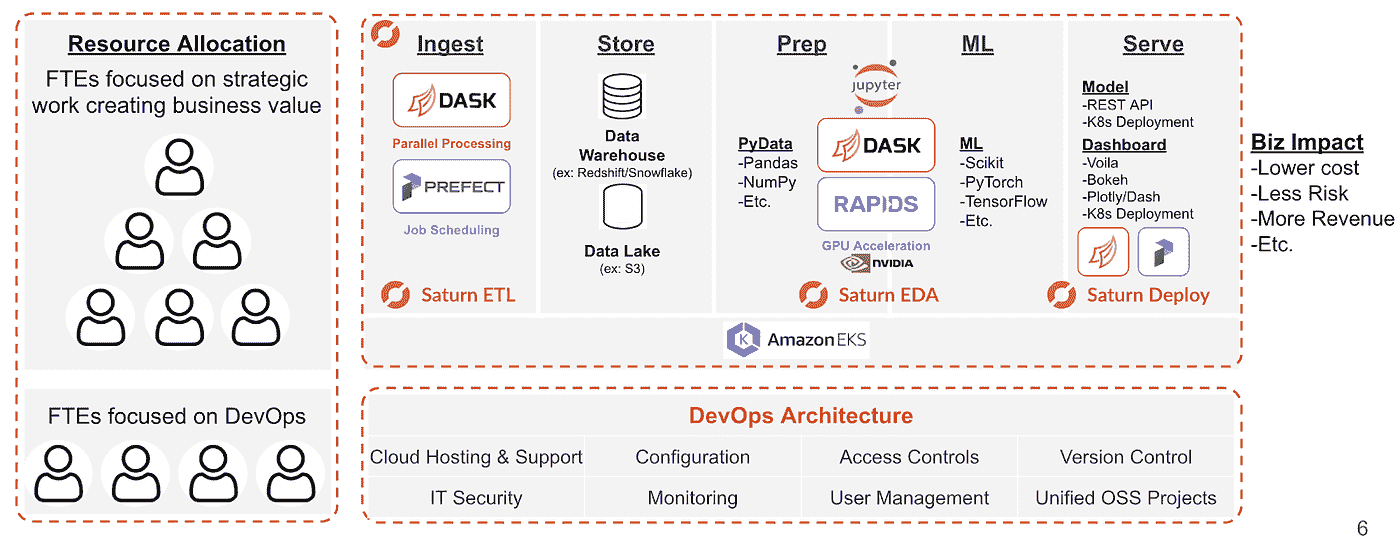 Resource Allocation
FTEs focused on strategic
work creating business value
FTEs focused on DevOps
Ingest
DASK
Parallel Processing
PREFECT
Job Scheduling
Saturn ETL
Store
Data
Warehouse
(ex: Redshift/Snowflake)
Data Lake
(ex: S3)
Prep
ML
jupyter
PyData
-Pandas
-NumPy
-Etc.
DASK
RAPIDS
GPU Acceleration
NVIDIA
ML
-Scikit
-PyTorch
-TensorFlow
-Etc.
Saturn EDA
Serve
Model
-REST API
-K8s Deployment
Dashboard
-Voila
-Bokeh
-Plotly/Dash
-K8s Deployment
Saturn Deploy
K
Amazon EKS
Biz Impact
-Lower cost
-Less Risk
-More Revenue
-Etc.
DevOps Architecture
Cloud Hosting & Support
Configuration
Access Controls
Version Control
IT Security
Monitoring
User Management
Unified OSS Projects
6